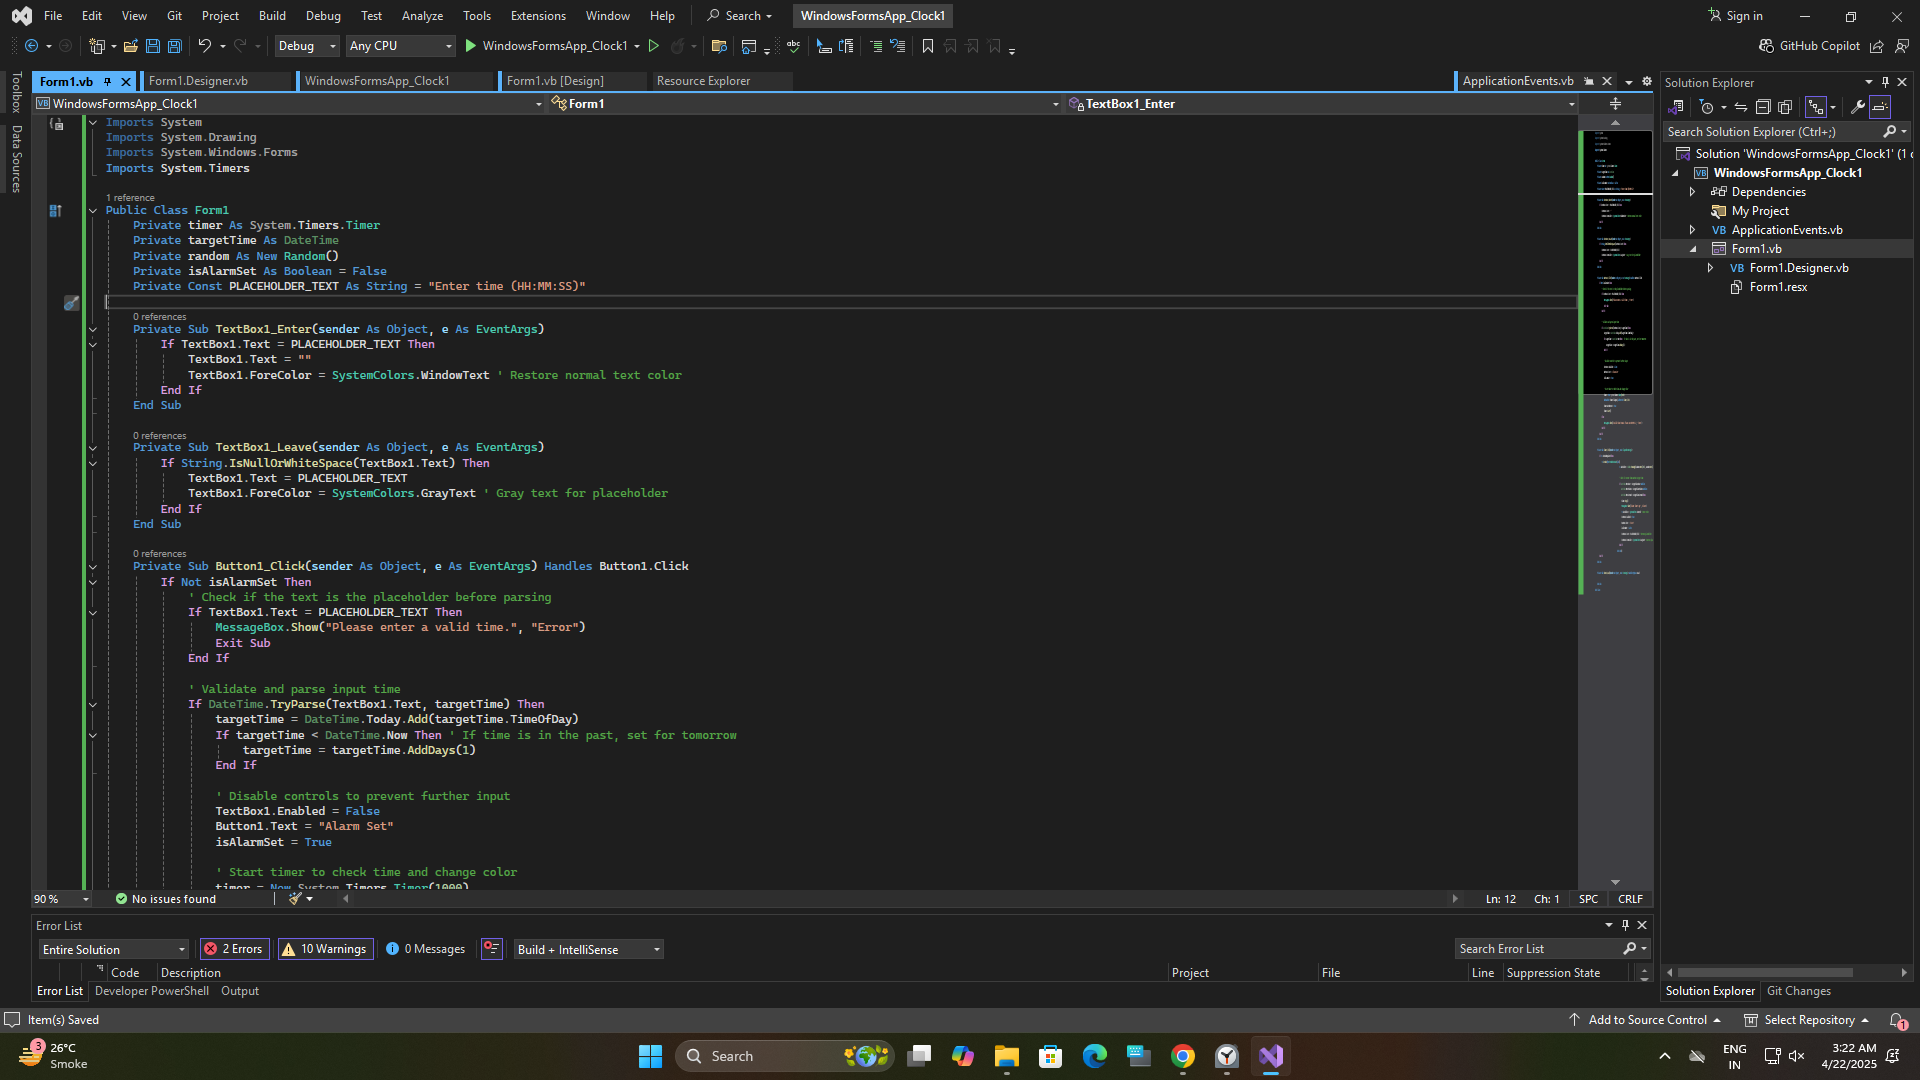 File Edit View Git Project Build Debug Test Analyze Tools Extensions Window Help Search WindowsFormsApp_Clock1 Sign in
Debug Any CPU WindowsFormsApp_Clock1 GitHub Copilot
Form1.vb Form1.Designer.vb WindowsFormsApp_Clock1 Form1.vb [Design] Resource Explorer ApplicationEvents.vb
WindowsFormsApp_Clock1 Form1 TextBox1_Enter
Toolbox
Data Sources
Imports System
Imports System.Drawing
Imports System.Windows.Forms
Imports System.Timers
1 reference
Public Class Form1
Private timer As System.Timers.Timer
Private targetTime As DateTime
Private random As New Random()
Private isAlarmSet As Boolean = False
Private Const PLACEHOLDER_TEXT As String = "Enter time (HH:MM:SS)"
0 references
Private Sub TextBox1_Enter(sender As Object, e As EventArgs)
If TextBox1.Text = PLACEHOLDER_TEXT Then
TextBox1.Text = ""
TextBox1.ForeColor = SystemColors.WindowText ' Restore normal text color
End If
End Sub
0 references
Private Sub TextBox1_Leave(sender As Object, e As EventArgs)
If String.IsNullOrWhiteSpace(TextBox1.Text) Then
TextBox1.Text = PLACEHOLDER_TEXT
TextBox1.ForeColor = SystemColors.GrayText ' Gray text for placeholder
End If
End Sub
0 references
Private Sub Button1_Click(sender As Object, e As EventArgs) Handles Button1.Click
If Not isAlarmSet Then
' Check if the text is the placeholder before parsing
If TextBox1.Text = PLACEHOLDER_TEXT Then
MessageBox.Show("Please enter a valid time.", "Error")
Exit Sub
End If
' Validate and parse input time
If DateTime.TryParse(TextBox1.Text, targetTime) Then
targetTime = DateTime.Today.Add(targetTime.TimeOfDay)
If targetTime < DateTime.Now Then ' If time is in the past, set for tomorrow
targetTime = targetTime.AddDays(1)
End If
' Disable controls to prevent further input
TextBox1.Enabled = False
Button1.Text = "Alarm Set"
isAlarmSet = True
' Start timer to check time and change color
timer = New System.Timers.Timer(1000)
90 % No issues found Ln: 12 Ch: 1 SPC CRLF
Error List
Entire Solution 2 Errors 10 Warnings 0 Messages Build + IntelliSense Search Error List
Code Description Project File Line Suppression State
Error List Developer PowerShell Output
Solution Explorer
Search Solution Explorer (Ctrl+;)
Solution 'WindowsFormsApp_Clock1' (1
WindowsFormsApp_Clock1
Dependencies
My Project
VB ApplicationEvents.vb
Form1.vb
VB Form1.Designer.vb
Form1.resx
Solution Explorer Git Changes
Item(s) Saved Add to Source Control Select Repository 1
3 26°C
Smoke
Search
ENG
IN
3:22 AM
4/22/2025